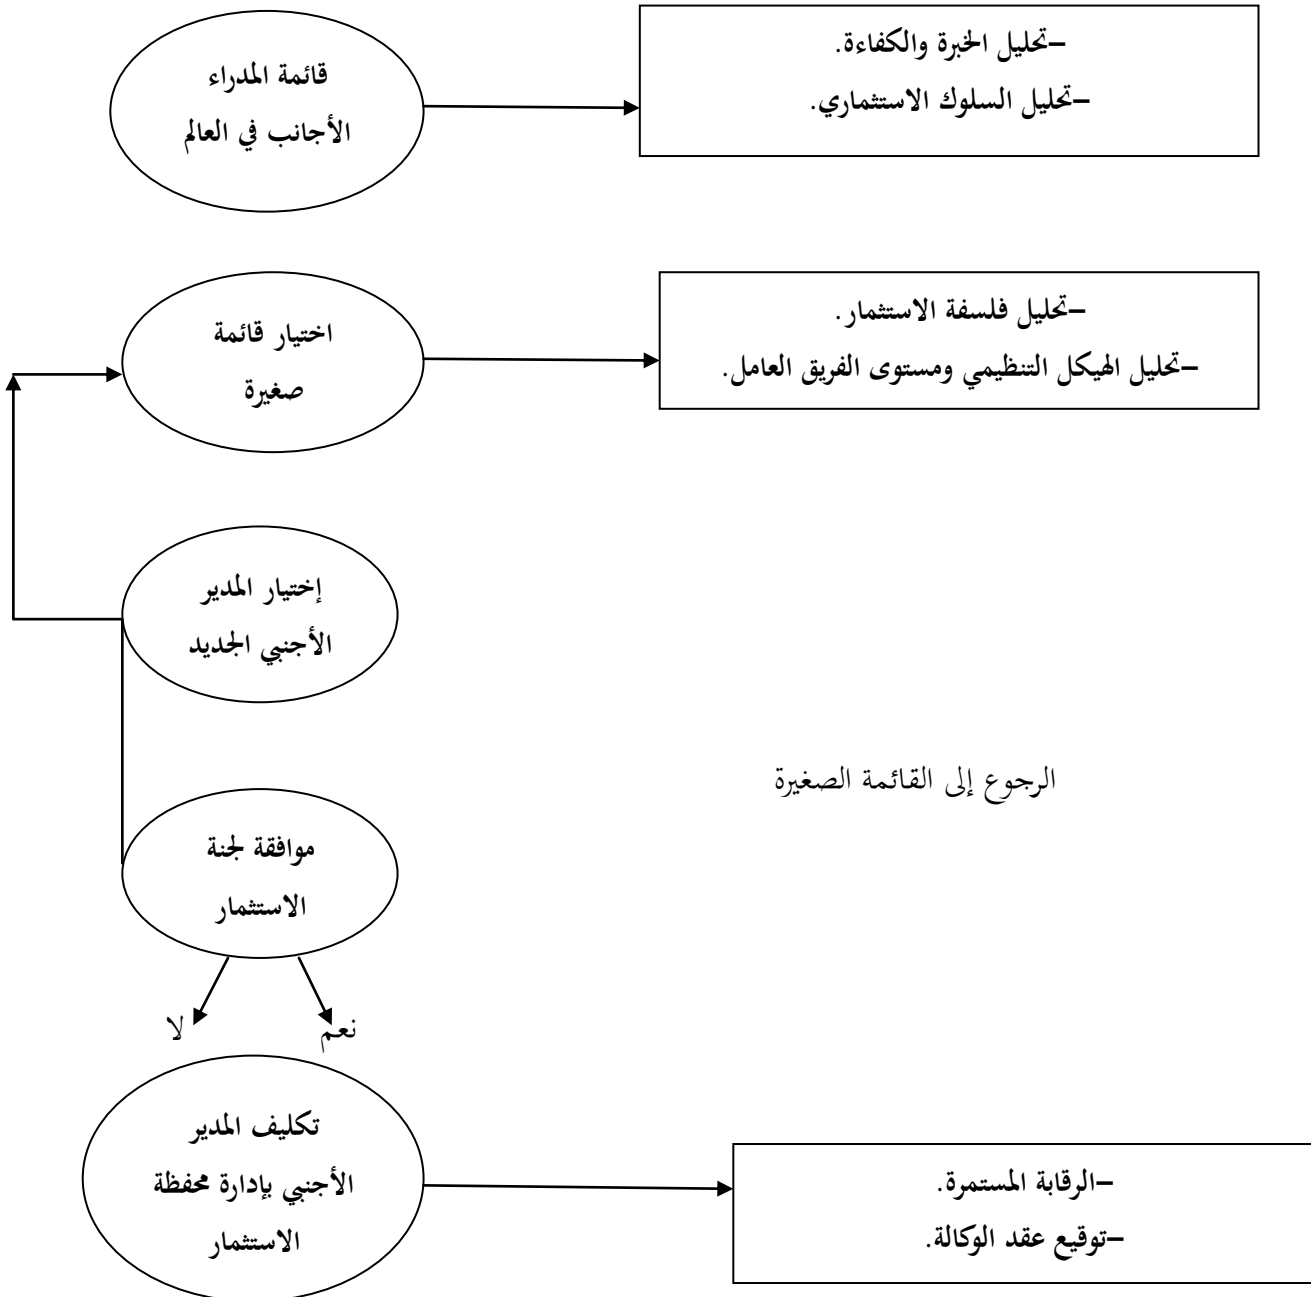 قائمة المدراء
الأجانب في العالم
–تحليل الخبرة والكفاءة.
–تحليل السلوك الاستثماري.
اختيار قائمة
صغيرة
–تحليل فلسفة الاستثمار.
–تحليل الهيكل التنظيمي ومستوى الفريق العامل.
إختيار المدير
الأجنبي الجديد
الرجوع إلى القائمة الصغيرة
موافقة لجنة
الاستثمار
نعم
لا
تكليف المدير
الأجنبي بإدارة محفظة
الاستثمار
–الرقابة المستمرة.
–توقيع عقد الوكالة.